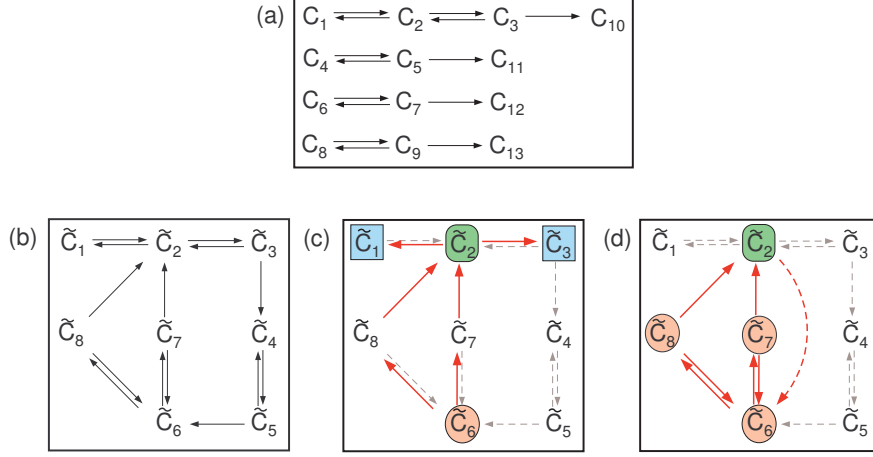 (a) C₁ C₂ C₃ C₁₀
C₄ C₅ C₁₁
C₆ C₇ C₁₂
C₈ C₉ C₁₃
(b) C̃₁ C̃₂ C̃₃
C̃₈ C̃₇ C̃₄
C̃₆ C̃₅
(c) C̃₁ C̃₂ C̃₃
C̃₈ C̃₇ C̃₄
C̃₆ C̃₅
(d) C̃₁ C̃₂ C̃₃
C̃₈ C̃₇ C̃₄
C̃₆ C̃₅